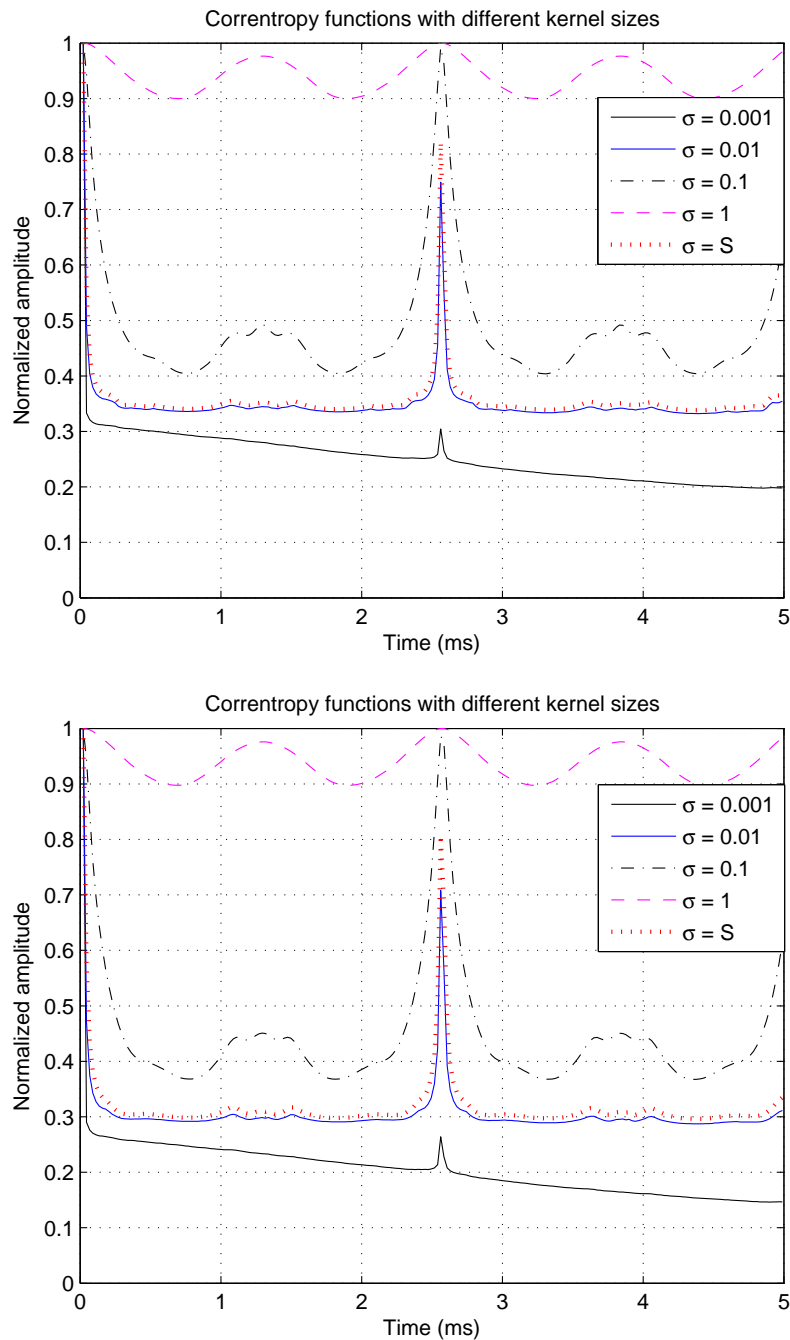 Correntropy functions with different kernel sizes
1
0.9
0.8
0.7
0.6
0.5
0.4
0.3
0.2
0.1
0
Normalized amplitude
σ = 0.001
σ = 0.01
σ = 0.1
σ = 1
σ = S
0 1 2 3 4 5
Time (ms)
Correntropy functions with different kernel sizes
1
0.9
0.8
0.7
0.6
0.5
0.4
0.3
0.2
0.1
0
Normalized amplitude
σ = 0.001
σ = 0.01
σ = 0.1
σ = 1
σ = S
0 1 2 3 4 5
Time (ms)